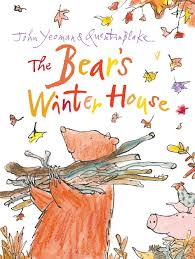 John Yeoman & Quentin Blake
The
Bear's
Winter House